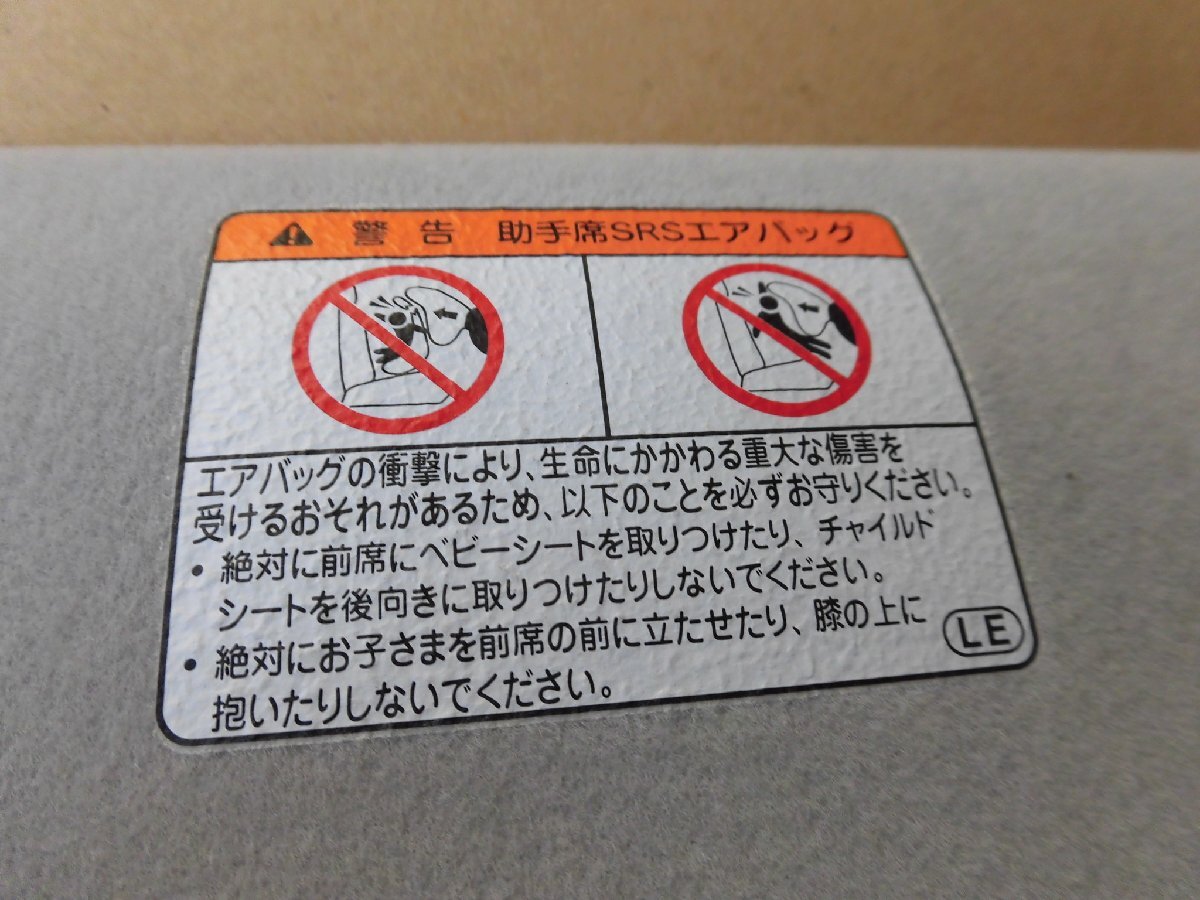 警告 助手席SRSエアバッグ
エアバッグの衝撃により、生命にかかわる重大な傷害を
受けるおそれがあるため、以下のことを必ずお守りください。
・絶対に前席にベビーシートを取りつけたり、チャイルド
シートを後向きに取りつけたりしないでください。
・絶対にお子さまを前席の前に立たせたり、膝の上に
抱いたりしないでください。
LE